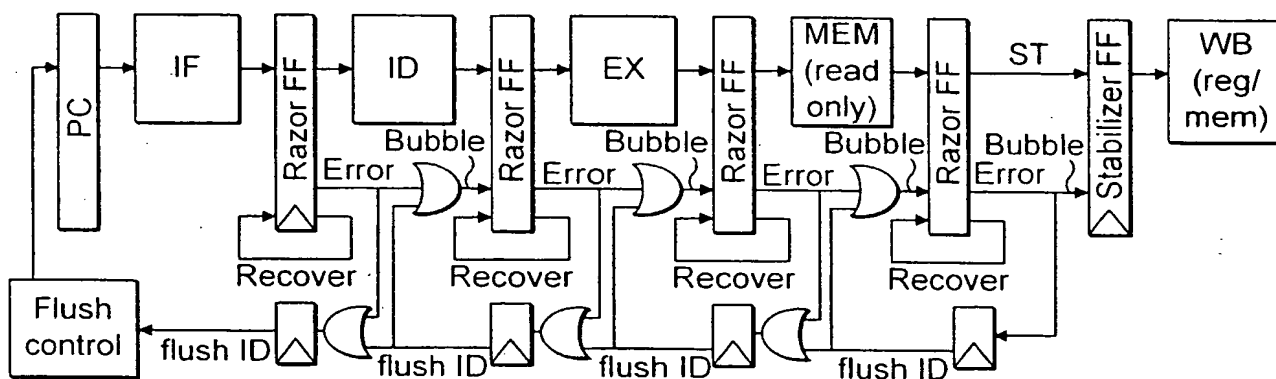 PC
IF
Razor FF
ID
Razor FF
EX
Razor FF
MEM
(read
only)
Razor FF
ST
Stabilizer FF
WB
(reg/
mem)
Error
Bubble
Error
Bubble
Error
Bubble
Bubble
Error
Recover
Recover
Recover
Recover
Flush
control
flush ID
flush ID
flush ID
flush ID